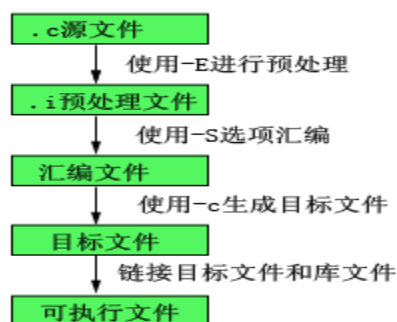 .c源文件
使用-E进行预处理
.i预处理文件
使用-S选项汇编
汇编文件
使用-c生成目标文件
目标文件
链接目标文件和库文件
可执行文件